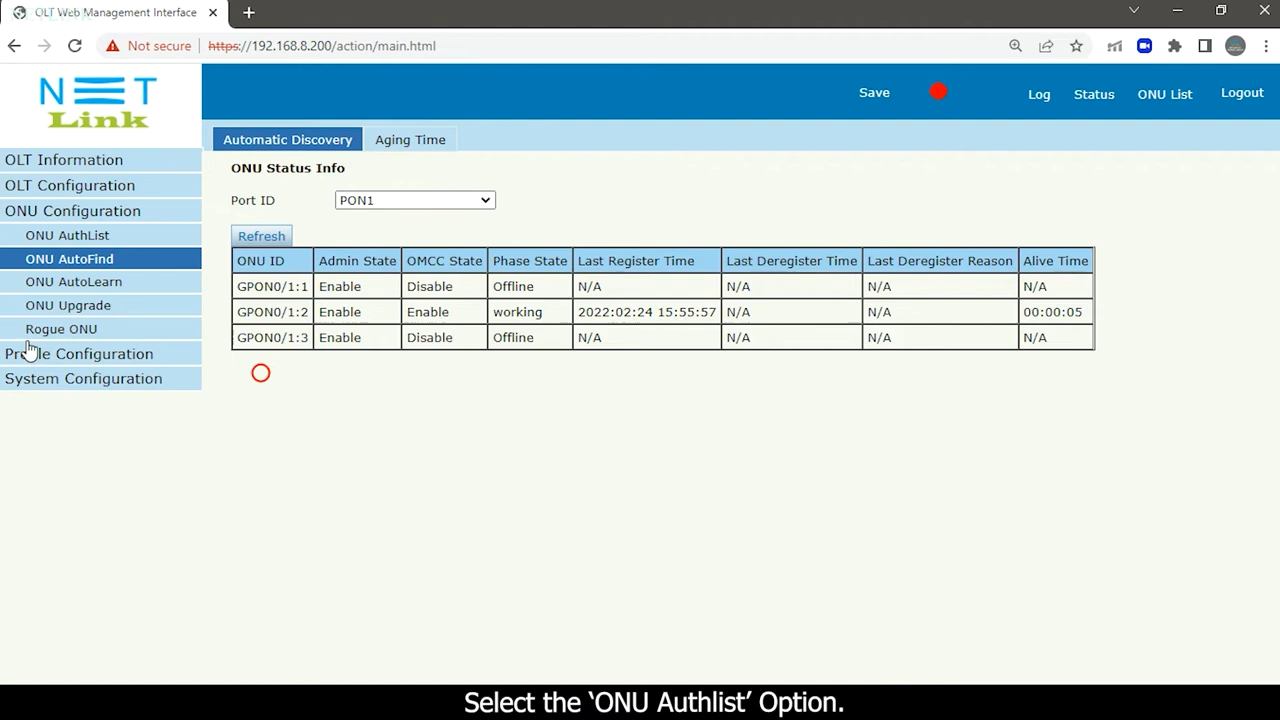 OLT Web Management Interface
Not secure
https://192.168.8.200/action/main.html
NET
Link
Save
Log
Status
ONU List
Logout
OLT Information
OLT Configuration
ONU Configuration
ONU AuthList
ONU AutoFind
ONU AutoLearn
ONU Upgrade
Rogue ONU
Profile Configuration
System Configuration
Automatic Discovery
Aging Time
ONU Status Info
Port ID
PON1
Refresh
ONU ID Admin State OMCC State Phase State Last Register Time Last Deregister Time Last Deregister Reason Alive Time
GPON0/1:1 Enable Disable Offline N/A N/A N/A N/A
GPON0/1:2 Enable Enable working 2022:02:24 15:55:57 N/A N/A 00:00:05
GPON0/1:3 Enable Disable Offline N/A N/A N/A N/A
Select the ‘ONU Authlist’ Option.